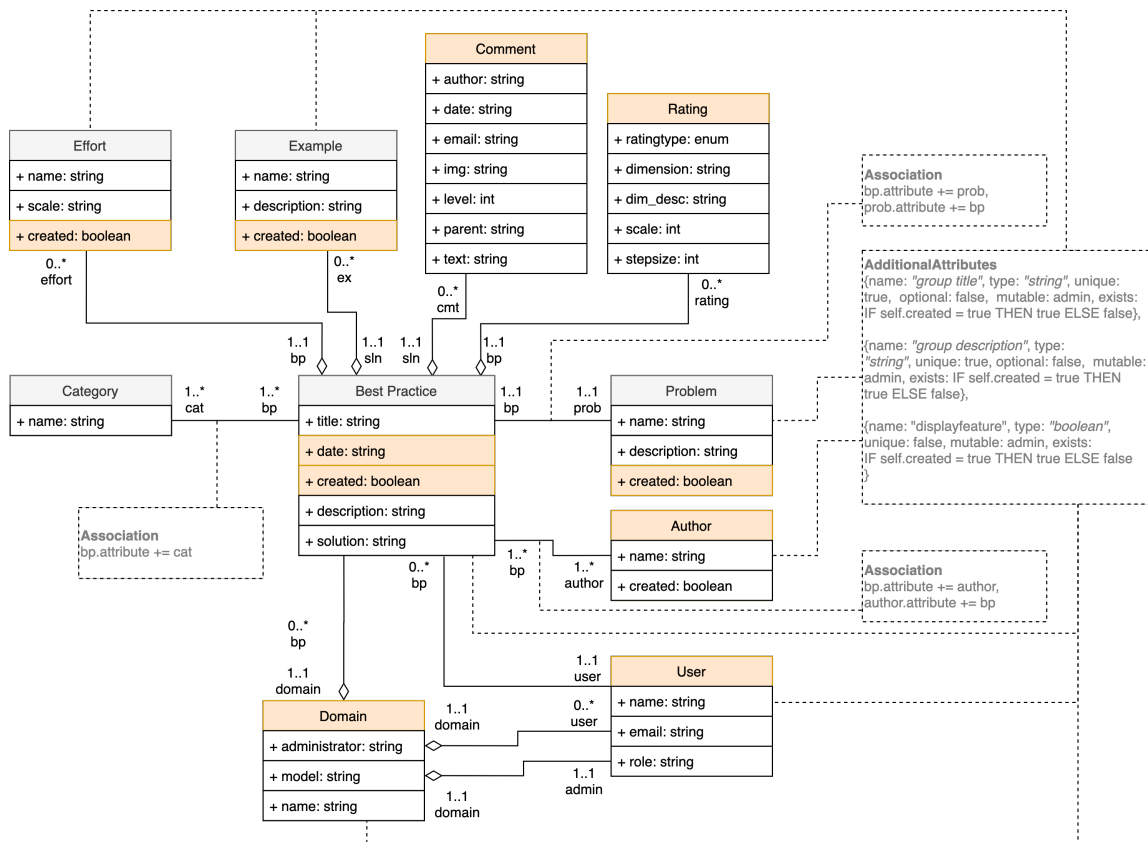 Comment
+ author: string
+ date: string
+ email: string
+ img: string
+ level: int
+ parent: string
+ text: string
Rating
+ ratingtype: enum
+ dimension: string
+ dim_desc: string
+ scale: int
+ stepsize: int
Effort
+ name: string
+ scale: string
+ created: boolean
Example
+ name: string
+ description: string
+ created: boolean
Association
bp.attribute += prob,
prob.attribute += bp
0..*
effort
0..*
ex
0..*
cmt
0..*
rating
AdditionalAttributes
{name: "group title", type: "string", unique:
true, optional: false, mutable: admin, exists:
IF self.created = true THEN true ELSE false},
{name: "group description", type:
"string", unique: true, optional: false, mutable:
admin, exists: IF self.created = true THEN
true ELSE false},
{name: "displayfeature", type: "boolean",
unique: false, mutable: admin, exists:
IF self.created = true THEN true ELSE false
}
1..1
bp
1..1
sln
1..1
sln
1..1
bp
Category
+ name: string
1..*
cat
1..*
bp
Best Practice
+ title: string
+ date: string
+ created: boolean
+ description: string
+ solution: string
1..1
bp
1..1
prob
Problem
+ name: string
+ description: string
+ created: boolean
Association
bp.attribute += cat
Author
+ name: string
+ created: boolean
0..*
bp
1..*
bp
1..*
author
Association
bp.attribute += author,
author.attribute += bp
0..*
bp
1..1
domain
1..1
user
User
+ name: string
+ email: string
+ role: string
Domain
+ administrator: string
+ model: string
+ name: string
1..1
domain
0..*
user
1..1
domain
1..1
admin